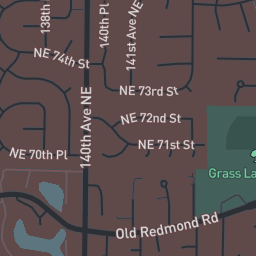 138th
140th Pl
141st Ave NE
NE 74th St
NE 73rd St
NE 72nd St
NE 71st St
140th Ave NE
NE 70th Pl
Grass La
Old Redmond Rd